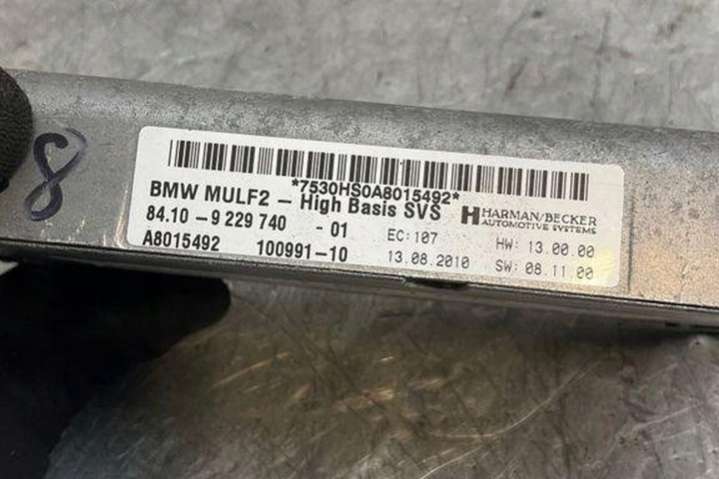 8
*7530HS0A8015492*
BMW MULF2 - High Basis SVS
HARMAN/BECKER
AUTOMOTIVE SYSTEMS
84.10-9 229 740 -01
EC: 107
HW: 13.00.00
A8015492 100991-10
13.08.2010
SW: 08.11.00